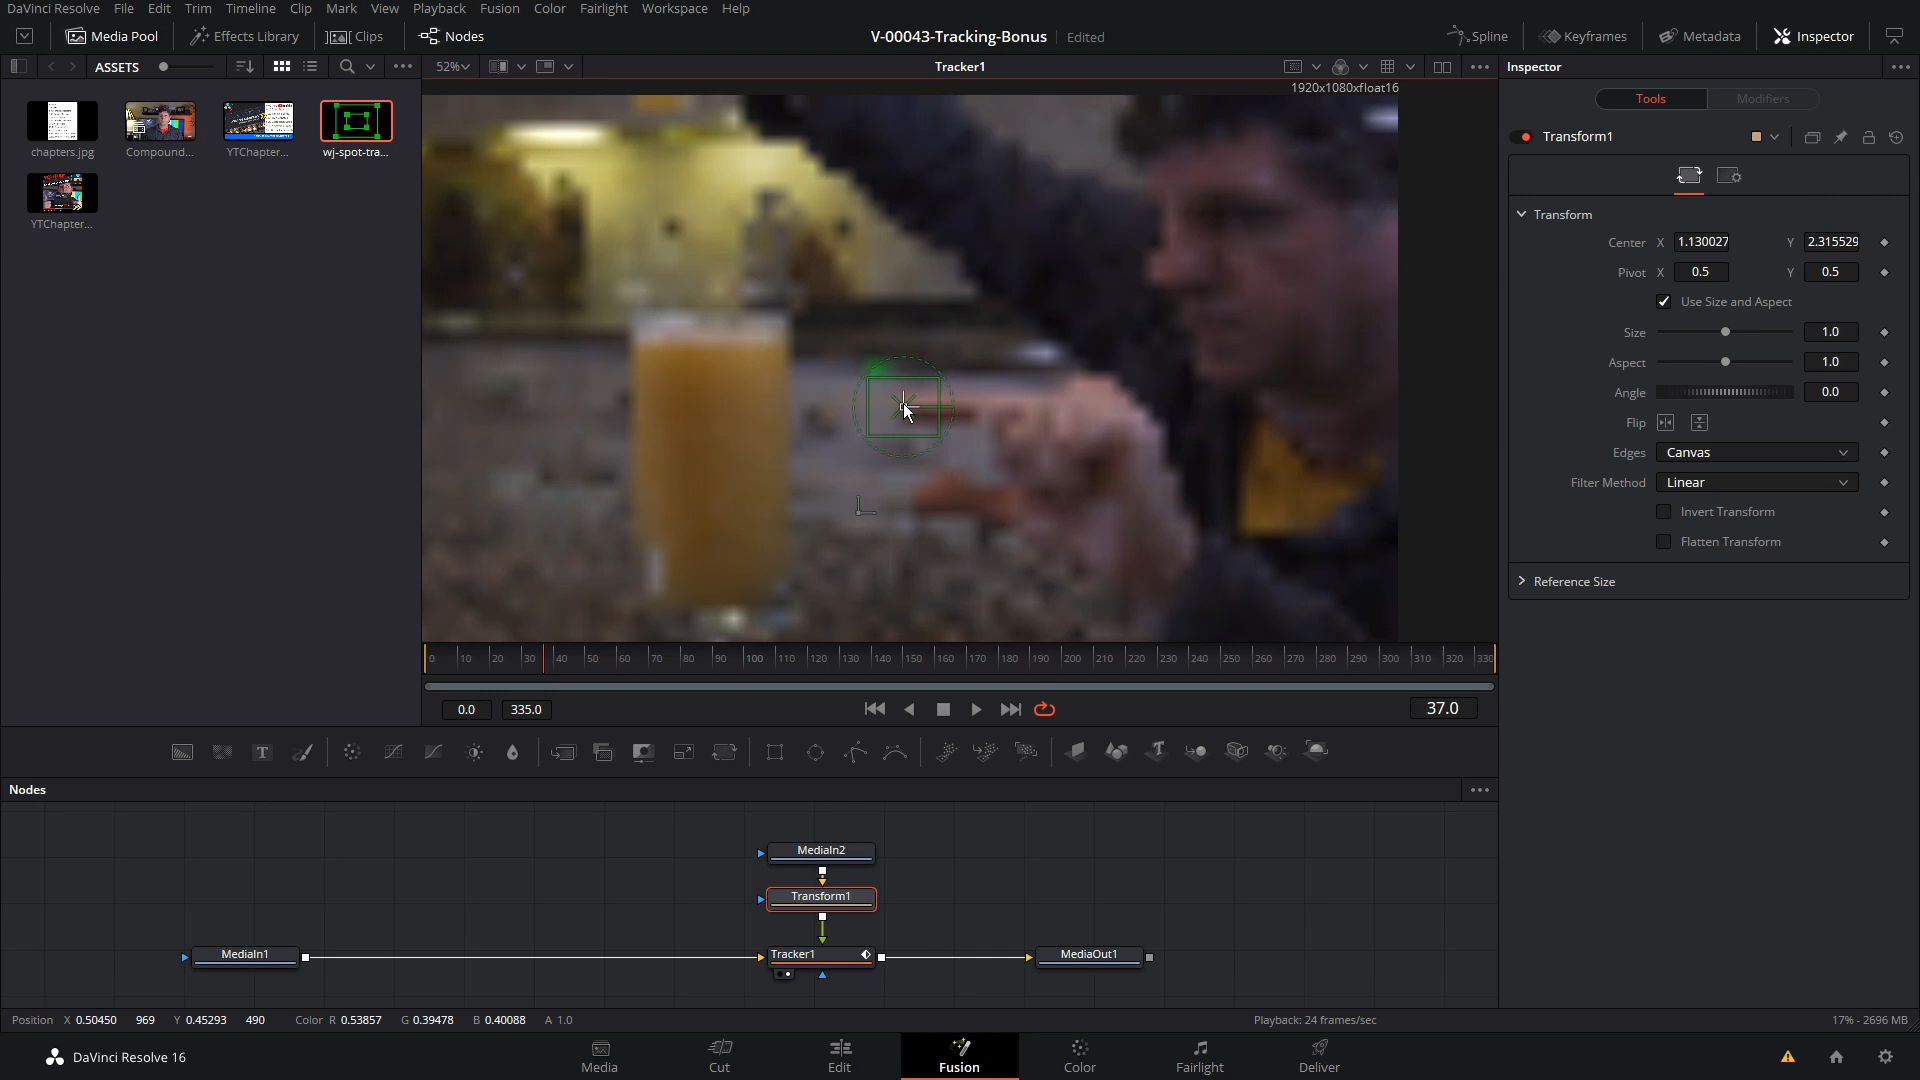 DaVinci Resolve File Edit Trim Timeline Clip Mark View Playback Fusion Color Fairlight Workspace Help
Media Pool Effects Library Clips Nodes V-00043-Tracking-Bonus Edited Spline Keyframes Metadata Inspector
ASSETS 52% Tracker1 Inspector
1920x1080xfloat16
Tools Modifiers
Transform1
chapters.jpg Compound... YTChapter... wj-spot-tra...
YTChapter...
Transform
Center X 1.130027 Y 2.315529
Pivot X 0.5 Y 0.5
Use Size and Aspect
Size 1.0
Aspect 1.0
Angle 0.0
Flip
Edges Canvas
Filter Method Linear
Invert Transform
Flatten Transform
Reference Size
0 10 20 30 40 50 60 70 80 90 100 110 120 130 140 150 160 170 180 190 200 210 220 230 240 250 260 270 280 290 300 310 320 330
0.0 335.0 37.0
T
Nodes
MediaIn2
Transform1
MediaIn1 Tracker1 MediaOut1
Position X 0.50450 969 Y 0.45293 490 Color R 0.53857 G 0.39478 B 0.40088 A 1.0 Playback: 24 frames/sec 17% - 2696 MB
DaVinci Resolve 16 Media Cut Edit Fusion Color Fairlight Deliver